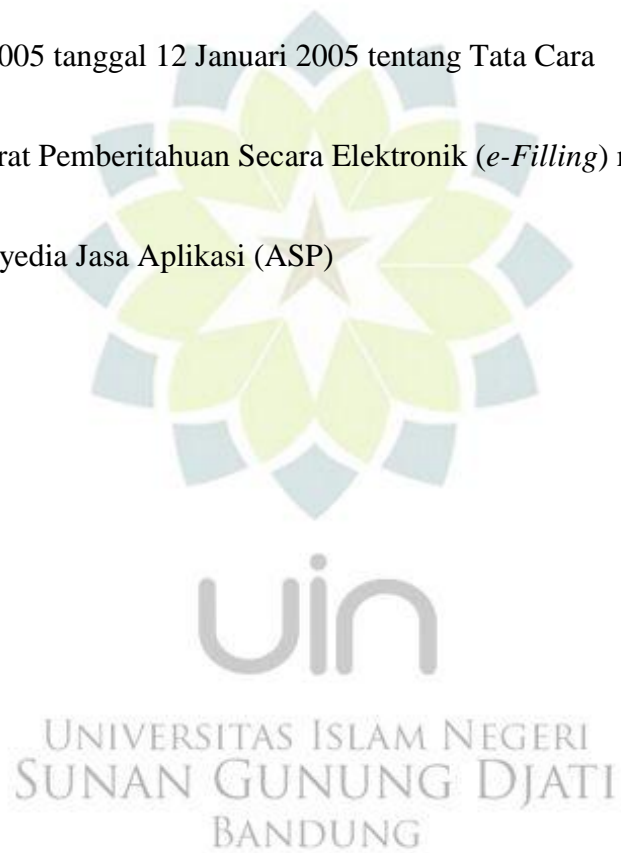 005 tanggal 12 Januari 2005 tentang Tata Cara
rat Pemberitahuan Secara Elektronik (e-Filling)
yedia Jasa Aplikasi (ASP)
uin
UNIVERSITAS ISLAM NEGERI
SUNAN GUNUNG DJATI
BANDUNG